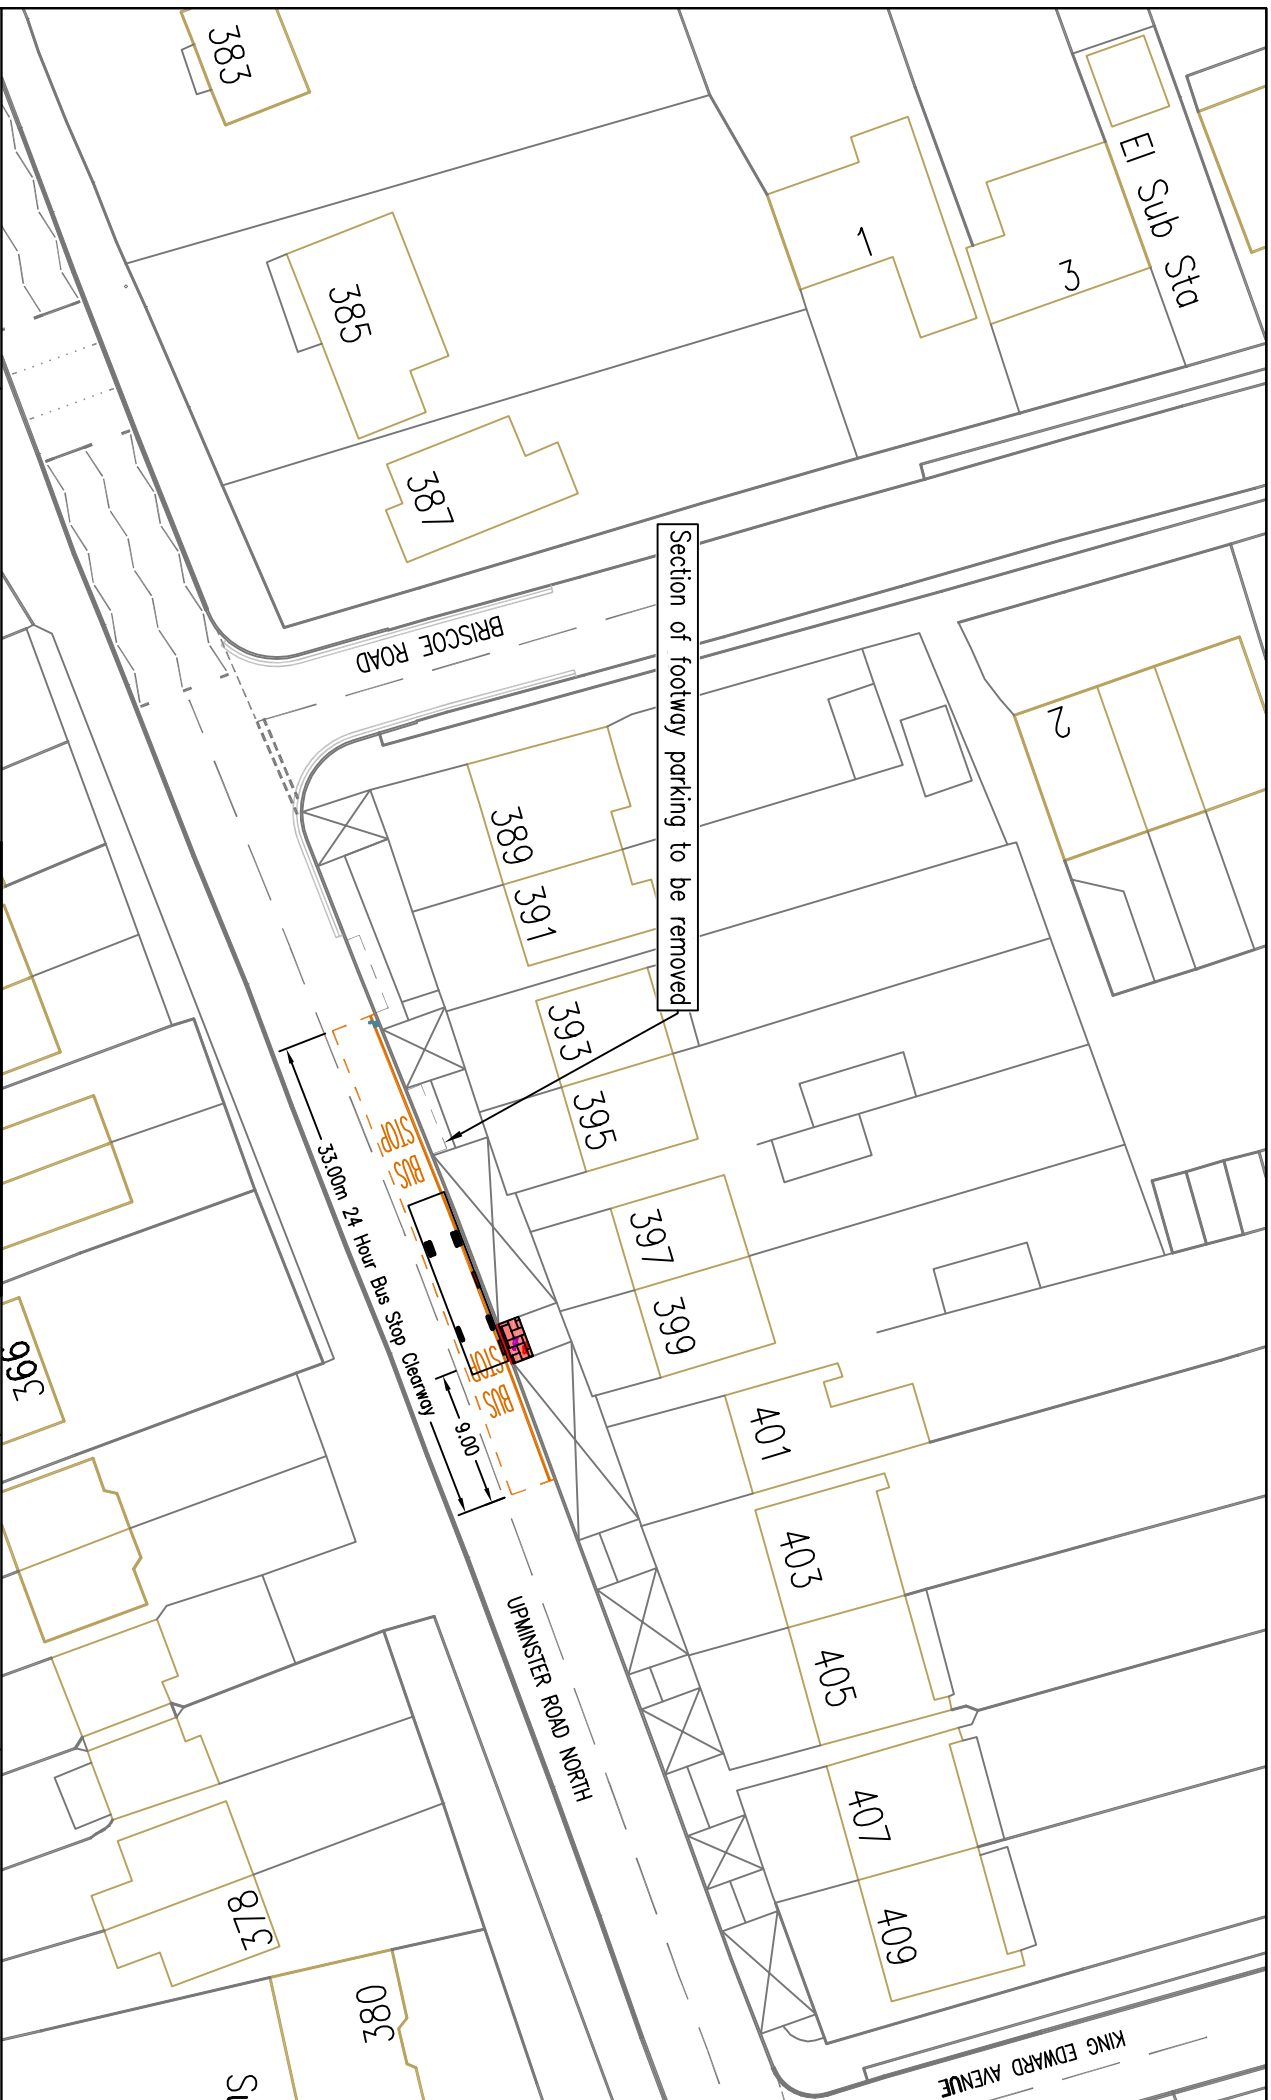 383
385
387
1
3
El Sub Sta
BRISCOE ROAD
Section of footway parking to be removed
2
389
391
393
395
397
399
401
403
405
407
409
BUS
STOP
BUS
STOP
33.00m 24 Hour Bus Stop Clearway
9.00
UPMINSTER ROAD NORTH
KING EDWARD AVENUE
366
378
380
Su